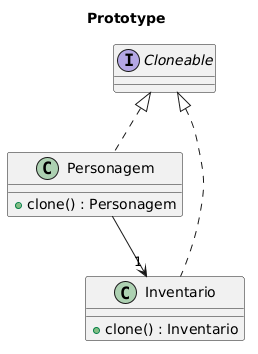 Prototype
I Cloneable
C Personagem
clone() : Personagem
1
C Inventario
clone() : Inventario